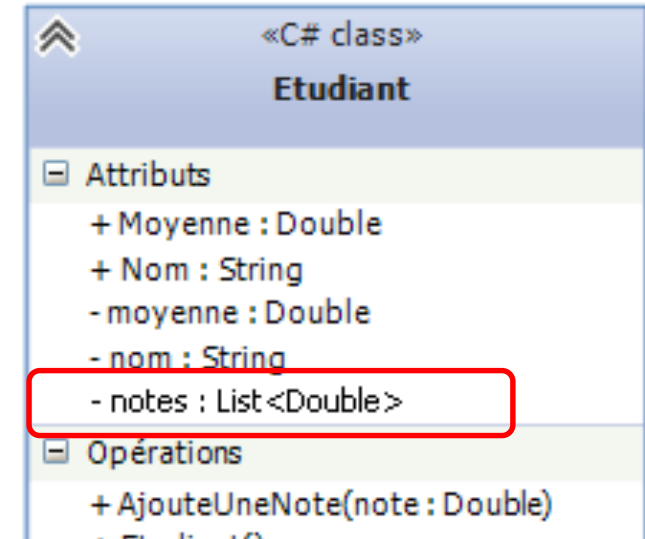 «C# class»
Etudiant
Attributs
+ Moyenne : Double
+ Nom : String
- moyenne : Double
- nom : String
- notes : List<Double>
Opérations
+ AjouteUneNote(note : Double)